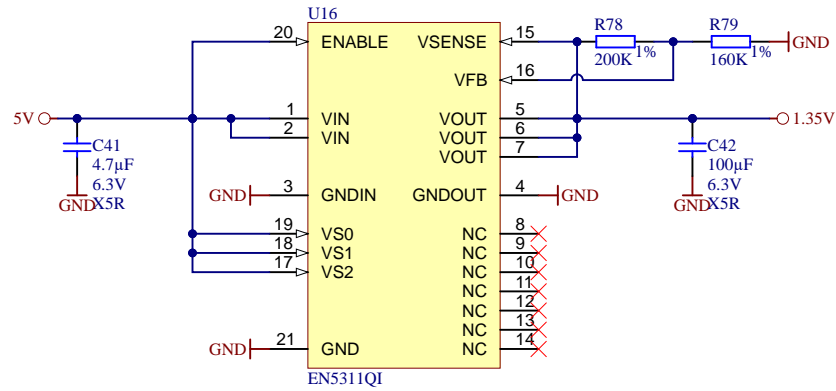 U16
20 ENABLE VSENSE 15 R78 R79 GND
200K 1% 160K 1%
VFB 16
5V 1 VIN VOUT 5 1.35V
2 VIN VOUT 6
VOUT 7
C41 C42
4.7µF 100µF
6.3V 6.3V
GND X5R GND X5R
GND 3 GNDIN GNDOUT 4 GND
19 VS0 NC 8
18 VS1 NC 9
17 VS2 NC 10
NC 11
NC 12
NC 13
GND 21 GND NC 14
EN5311QI